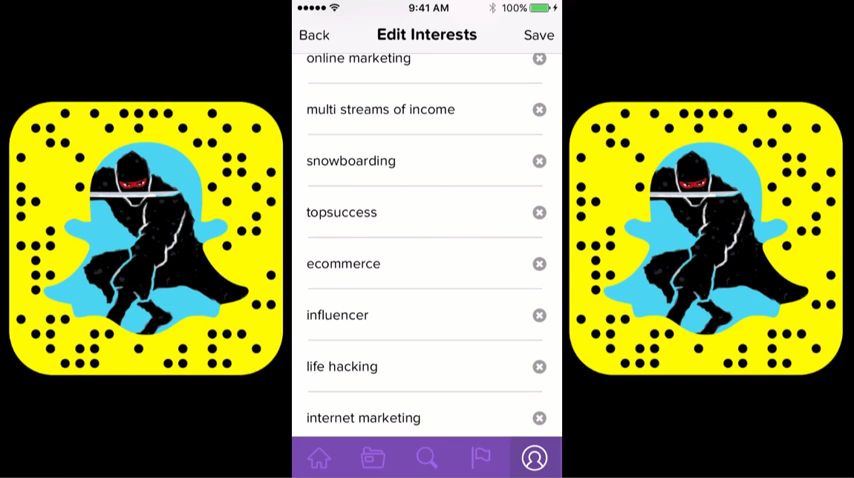 9:41 AM
100%
Back
Edit Interests
Save
online marketing
multi streams of income
snowboarding
topsuccess
ecommerce
influencer
life hacking
internet marketing